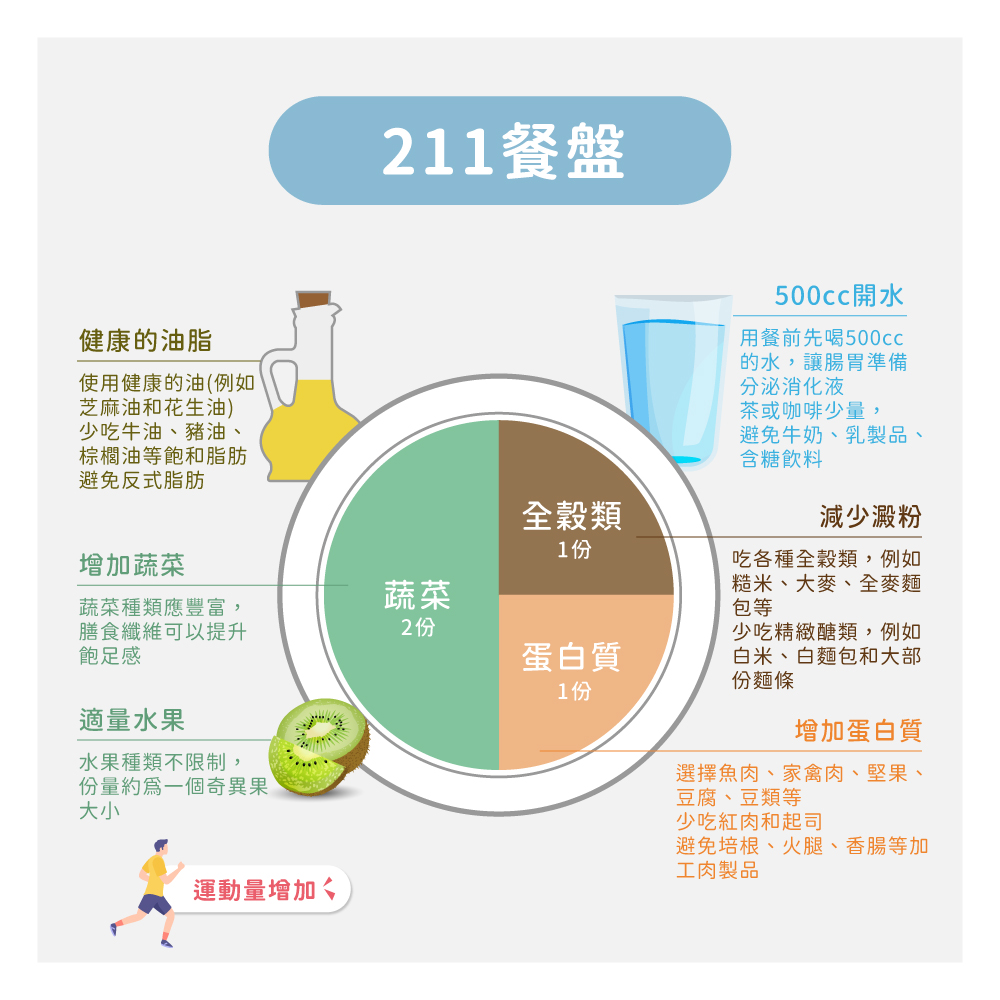 211餐盤
健康的油脂
使用健康的油(例如
芝麻油和花生油)
少吃牛油、豬油、
棕櫚油等飽和脂肪
避免反式脂肪
500cc開水
用餐前先喝500cc
的水，讓腸胃準備
分泌消化液
茶或咖啡少量，
避免牛奶、乳製品、
含糖飲料
全穀類
1份
蔬菜
2份
蛋白質
1份
減少澱粉
吃各種全穀類，例如
糙米、大麥、全麥麵
包等
少吃精緻醣類，例如
白米、白麵包和大部
份麵條
增加蔬菜
蔬菜種類應豐富，
膳食纖維可以提升
飽足感
適量水果
水果種類不限制，
份量約為一個奇異果
大小
增加蛋白質
選擇魚肉、家禽肉、堅果、
豆腐、豆類等
少吃紅肉和起司
避免培根、火腿、香腸等加
工肉製品
運動量增加